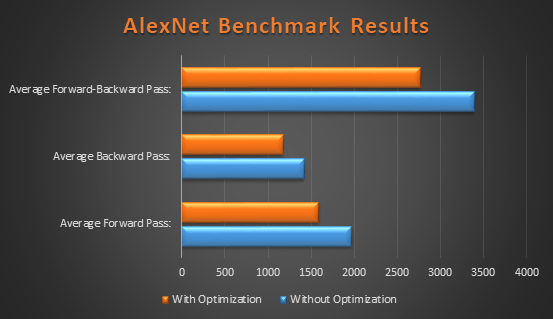 AlexNet Benchmark Results
Average Forward-Backward Pass:
Average Backward Pass:
Average Forward Pass:
0 500 1000 1500 2000 2500 3000 3500 4000
With Optimization Without Optimization